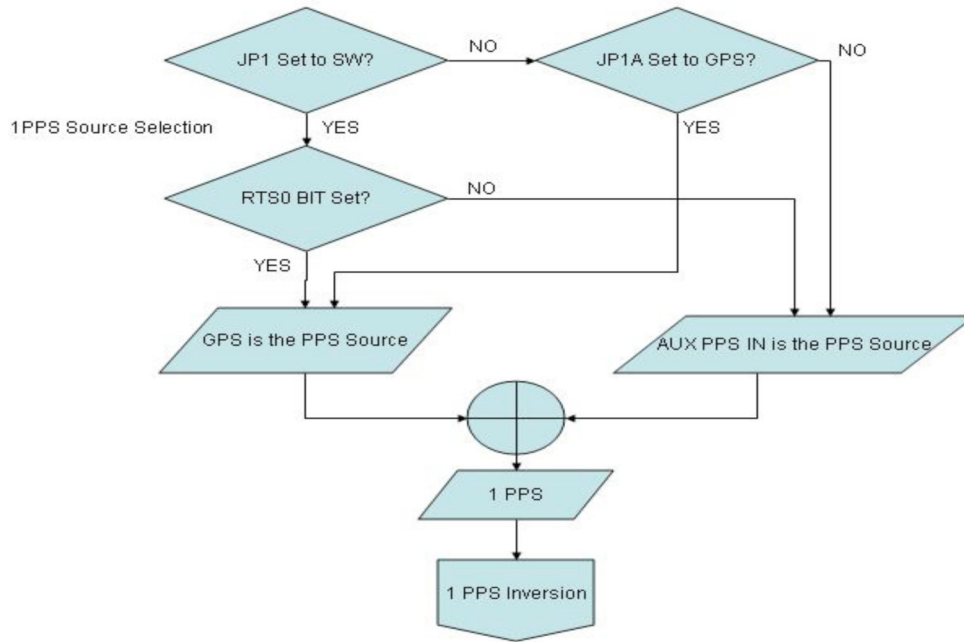 JP1 Set to SW?
NO
JP1A Set to GPS?
NO
1PPS Source Selection
YES
YES
RTS0 BIT Set?
NO
YES
GPS is the PPS Source
AUX PPS IN is the PPS Source
1 PPS
1 PPS Inversion